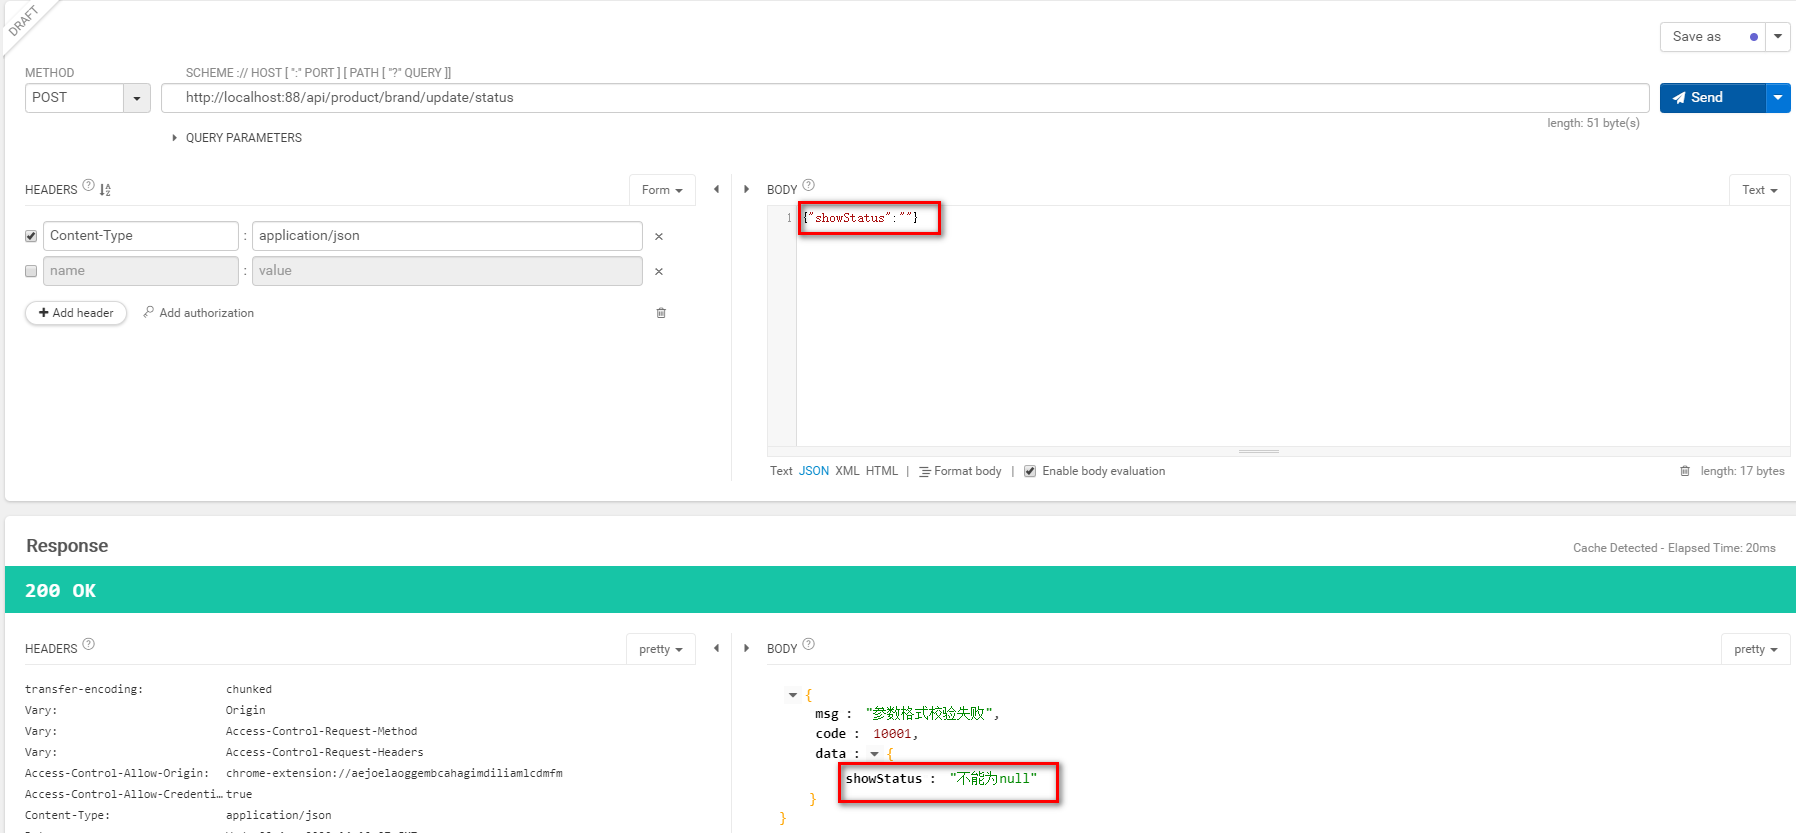 DRAFT
Save as
METHOD
SCHEME :// HOST [ ":" PORT ] [ PATH [ "?" QUERY ]]
POST
http://localhost:88/api/product/brand/update/status
Send
length: 51 byte(s)
QUERY PARAMETERS
HEADERS ?
Form
BODY ?
Text
Content-Type : application/json ×
name : value ×
+ Add header
Add authorization
1 {"showStatus":""}
Text JSON XML HTML | Format body | Enable body evaluation
length: 17 bytes
Response
Cache Detected - Elapsed Time: 20ms
200 OK
HEADERS ?
pretty
BODY ?
pretty
transfer-encoding: chunked
Vary: Origin
Vary: Access-Control-Request-Method
Vary: Access-Control-Request-Headers
Access-Control-Allow-Origin: chrome-extension://aejoelaoggembcahagimdiliamlcdmfm
Access-Control-Allow-Credenti… true
Content-Type: application/json
{
msg : "参数格式校验失败",
code : 10001,
data : {
showStatus : "不能为null"
}
}